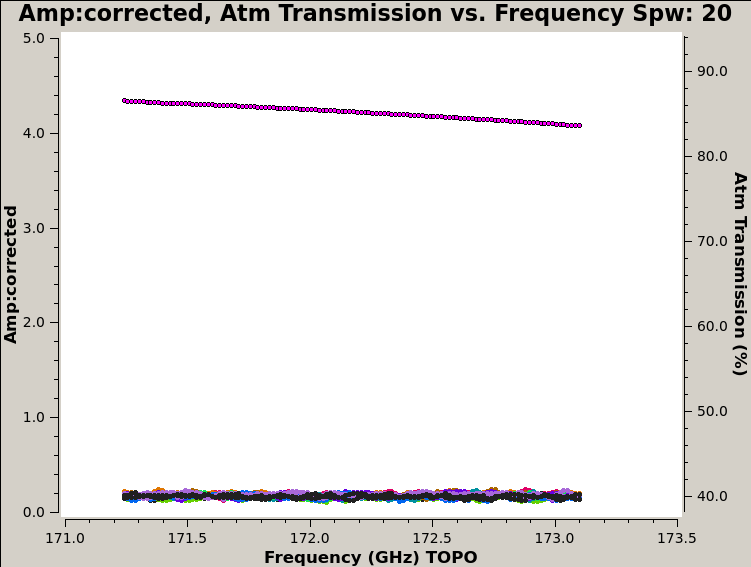 Amp:corrected, Atm Transmission vs. Frequency Spw: 20
5.0
4.0
3.0
2.0
1.0
0.0
Amp:corrected
90.0
80.0
70.0
60.0
50.0
40.0
Atm Transmission (%)
171.0 171.5 172.0 172.5 173.0 173.5
Frequency (GHz) TOPO